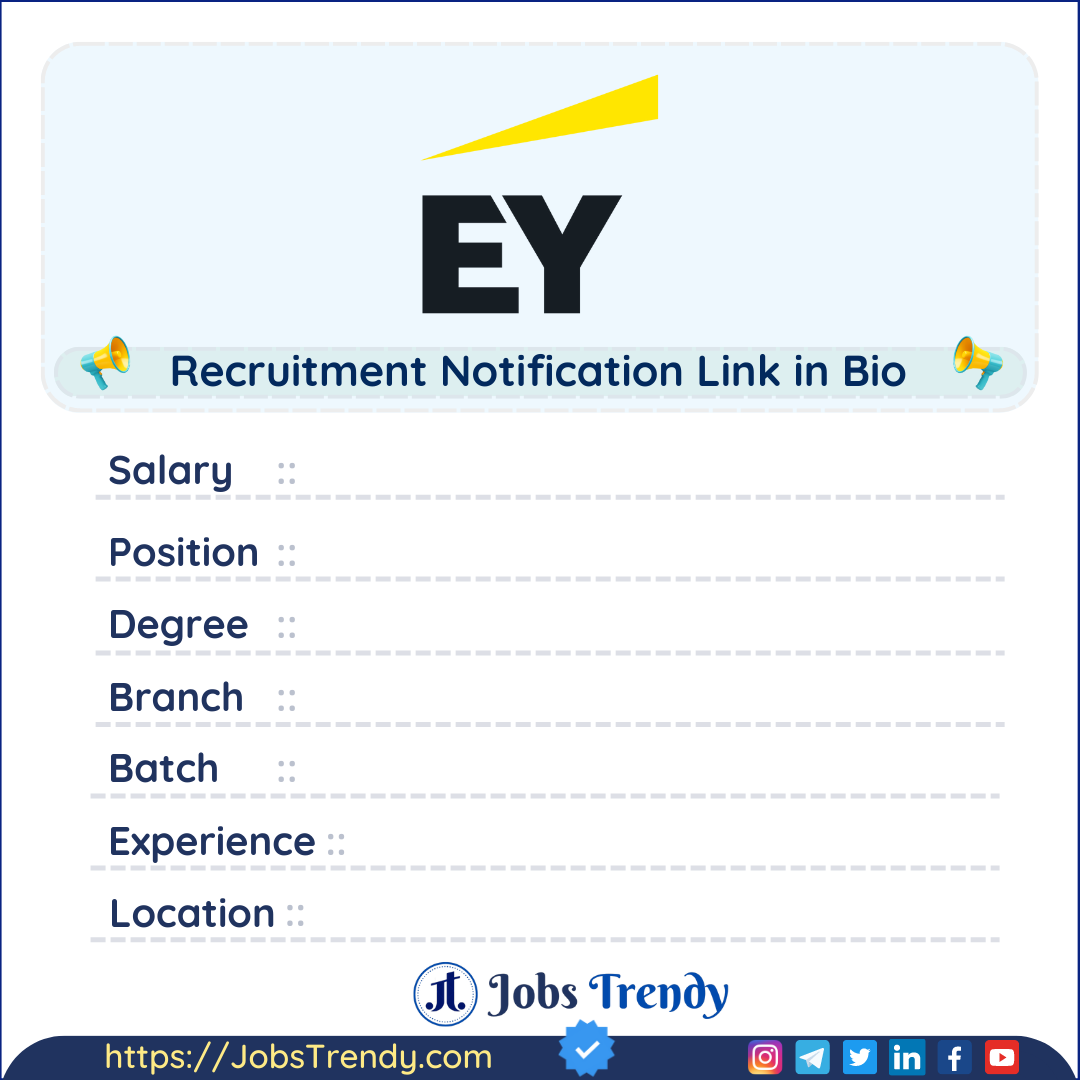 EY
Recruitment Notification Link in Bio
Salary ::
Position ::
Degree ::
Branch ::
Batch ::
Experience ::
Location ::
Jobs Trendy
https://JobsTrendy.com